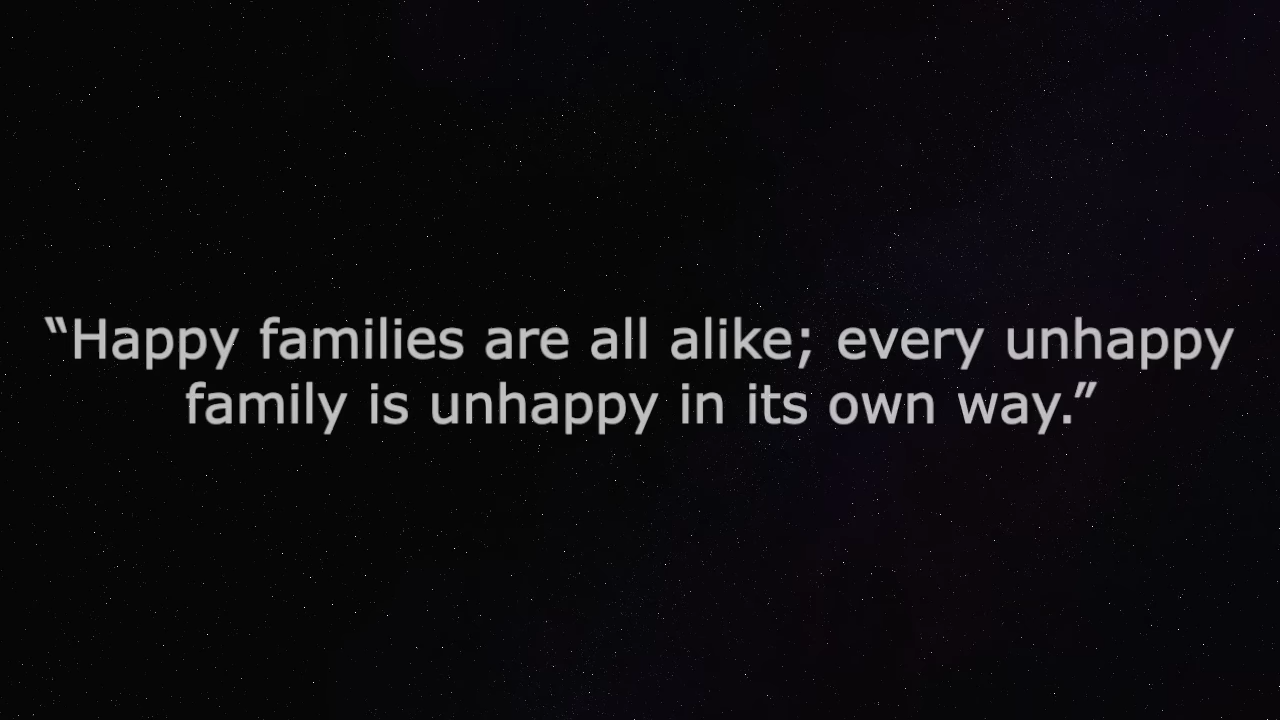 “Happy families are all alike; every unhappy
family is unhappy in its own way.”